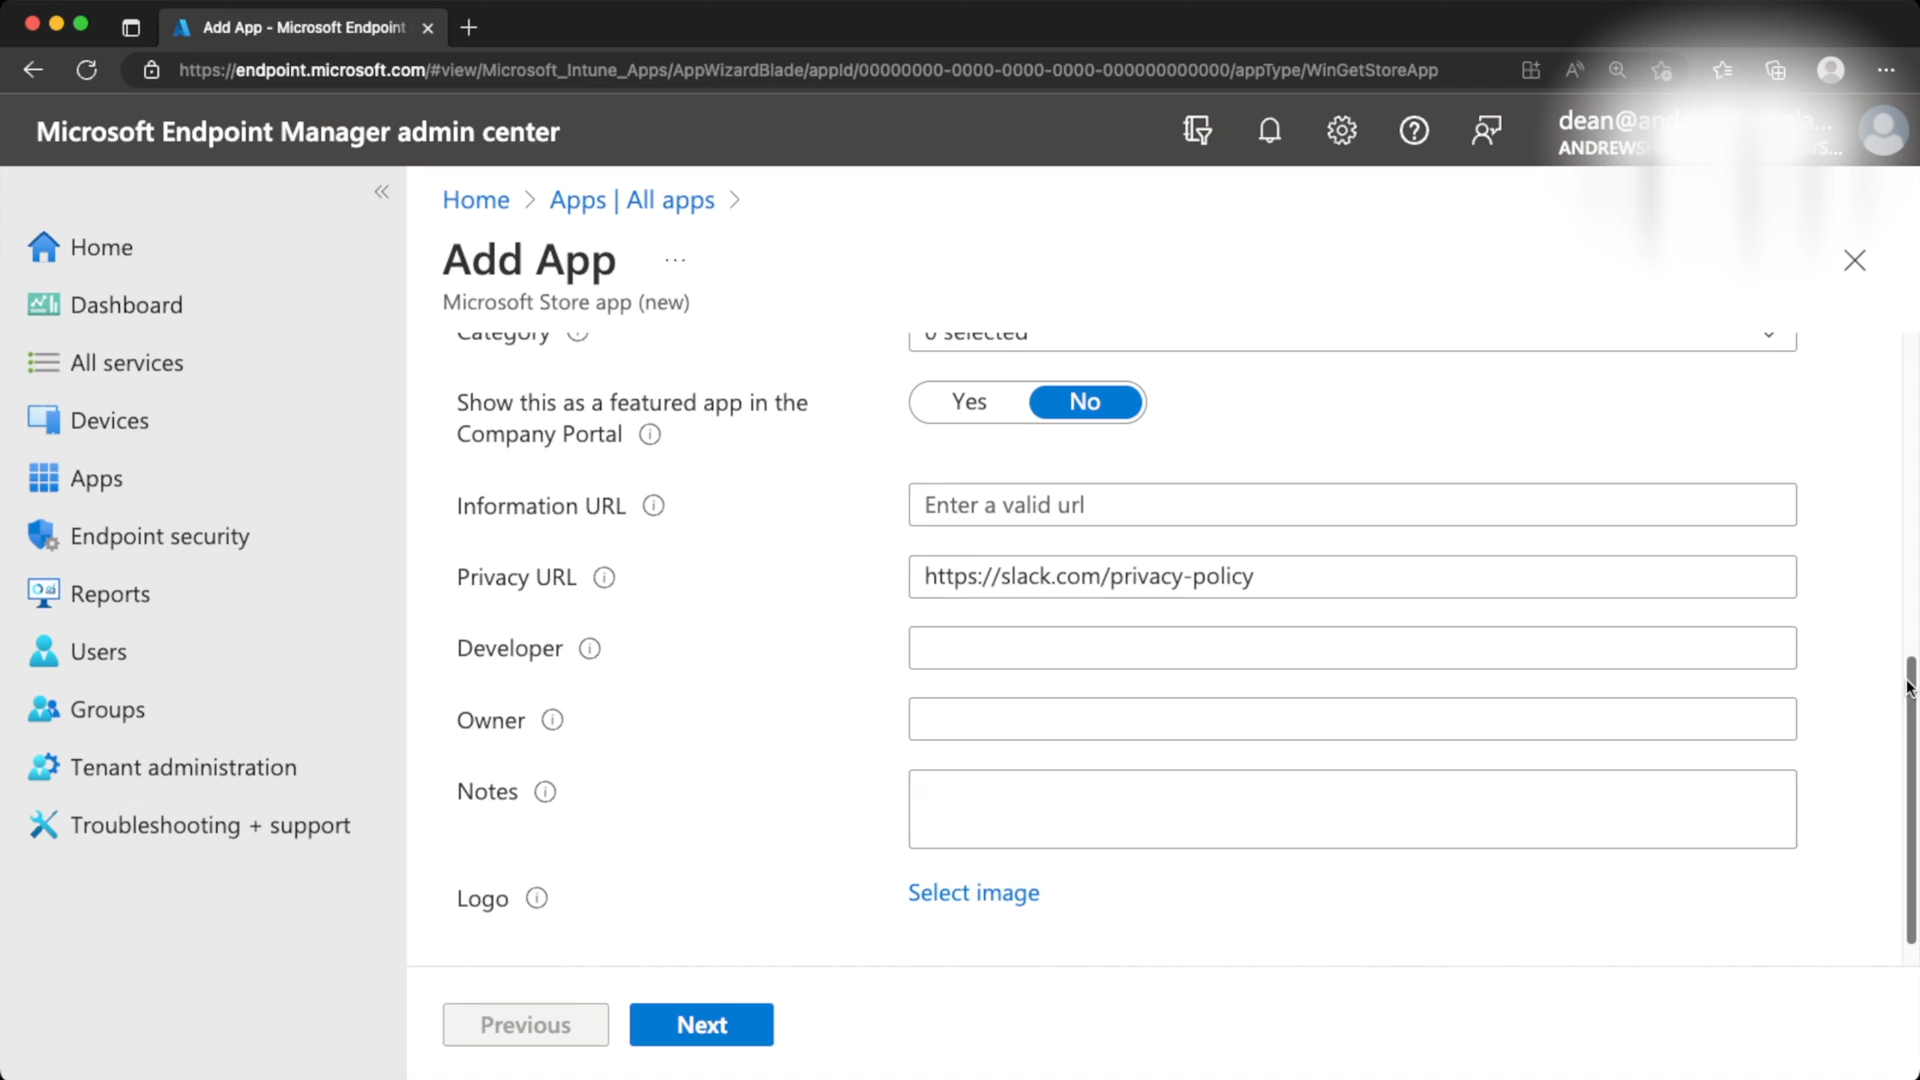 Add App - Microsoft Endpoint
https://endpoint.microsoft.com/#view/Microsoft_Intune_Apps/AppWizardBlade/appId/00000000-0000-0000-0000-000000000000/appType/WinGetStoreApp
Microsoft Endpoint Manager admin center
dean@
Home > Apps | All apps >
Add App ...
Microsoft Store app (new)
Home
Dashboard
All services
Devices
Apps
Endpoint security
Reports
Users
Groups
Tenant administration
Troubleshooting + support
Category 0 selected
Show this as a featured app in the
Company Portal
Yes No
Information URL Enter a valid url
Privacy URL https://slack.com/privacy-policy
Developer
Owner
Notes
Logo Select image
Previous Next